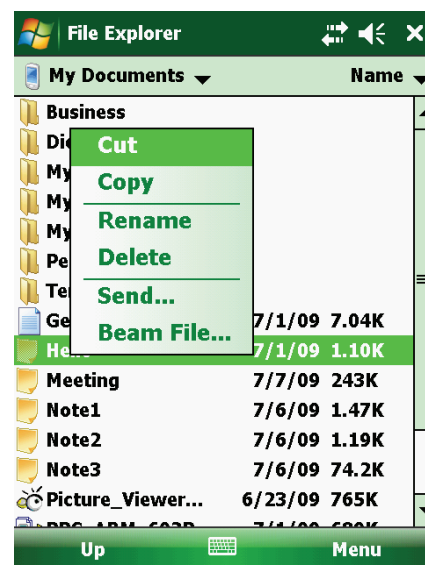 File Explorer
My Documents Name
Business
Cut
Copy
Rename
Delete
Send...
Beam File...
7/1/09 7.04K
7/1/09 1.10K
Meeting 7/7/09 243K
Note1 7/6/09 1.47K
Note2 7/6/09 1.19K
Note3 7/6/09 74.2K
Picture_Viewer... 6/23/09 765K
Up Menu